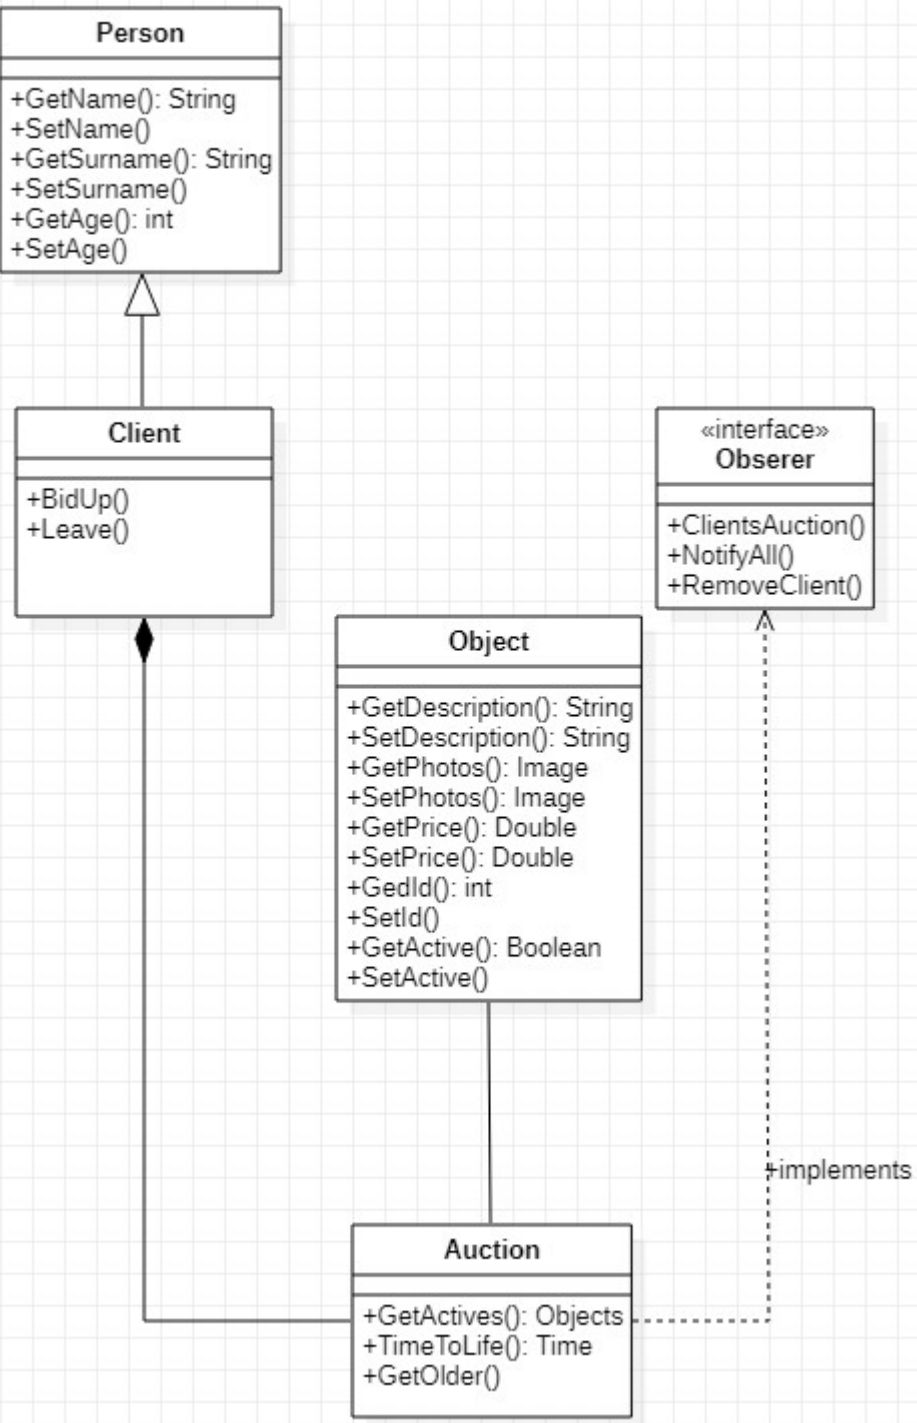 Person
+GetName(): String
+SetName()
+GetSurname(): String
+SetSurname()
+GetAge(): int
+SetAge()
Client
+BidUp()
+Leave()
«interface»
Obserer
+ClientsAuction()
+NotifyAll()
+RemoveClient()
Object
+GetDescription(): String
+SetDescription(): String
+GetPhotos(): Image
+SetPhotos(): Image
+GetPrice(): Double
+SetPrice(): Double
+GedId(): int
+SetId()
+GetActive(): Boolean
+SetActive()
+implements
Auction
+GetActives(): Objects
+TimeToLife(): Time
+GetOlder()